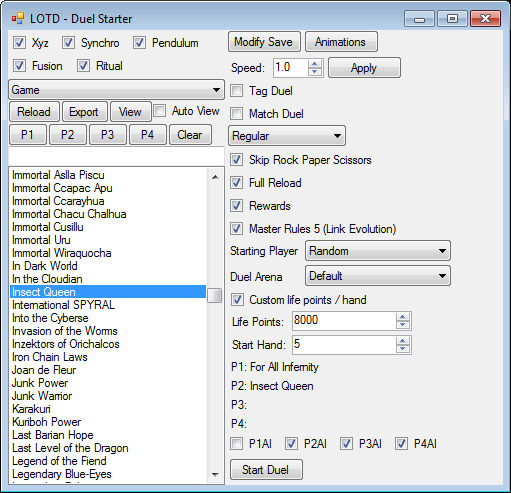 LOTD - Duel Starter
Xyz Synchro Pendulum
Fusion Ritual
Game
Reload Export View Auto View
P1 P2 P3 P4 Clear
Immortal Aslla Piscu
Immortal Ccapac Apu
Immortal Ccarayhua
Immortal Chacu Chalhua
Immortal Cusillu
Immortal Uru
Immortal Wiraqocha
In Dark World
In the Cloudian
Insect Queen
International SPYRAL
Into the Cyberse
Invasion of the Worms
Inzektors of Orichalcos
Iron Chain Laws
Joan de Fleur
Junk Power
Junk Warrior
Karakuri
Kuriboh Power
Last Barian Hope
Last Level of the Dragon
Legend of the Fiend
Legendary Blue-Eyes
Modify Save Animations
Speed: 1.0 Apply
Tag Duel
Match Duel
Regular
Skip Rock Paper Scissors
Full Reload
Rewards
Master Rules 5 (Link Evolution)
Starting Player Random
Duel Arena Default
Custom life points / hand
Life Points: 8000
Start Hand: 5
P1: For All Infernity
P2: Insect Queen
P3:
P4:
P1AI P2AI P3AI P4AI
Start Duel